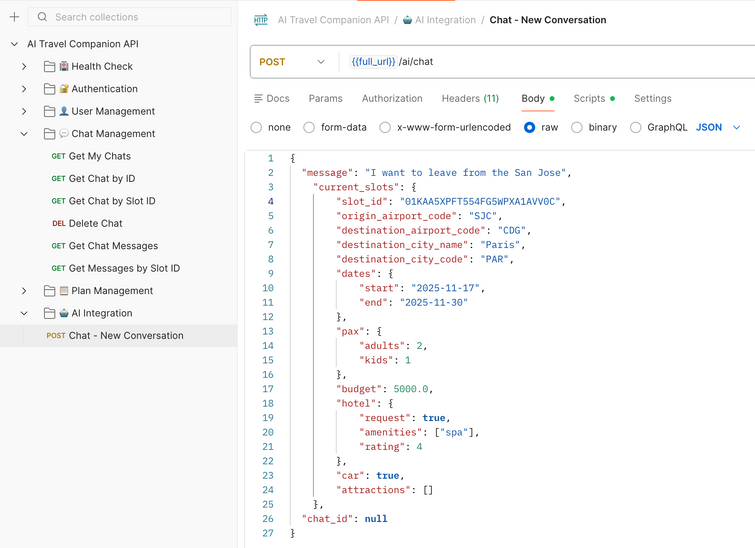 Search collections
AI Travel Companion API
Health Check
Authentication
User Management
Chat Management
GET Get My Chats
GET Get Chat by ID
GET Get Chat by Slot ID
DEL Delete Chat
GET Get Chat Messages
GET Get Messages by Slot ID
Plan Management
AI Integration
POST Chat - New Conversation
HTTP AI Travel Companion API / AI Integration / Chat - New Conversation
POST {{full_url}} /ai/chat
Docs Params Authorization Headers (11) Body Scripts Settings
none form-data x-www-form-urlencoded raw binary GraphQL JSON
1 {
2 "message": "I want to leave from the San Jose",
3 "current_slots": {
4 "slot_id": "01KAA5XPFT554FG5WPXA1AVV0C",
5 "origin_airport_code": "SJC",
6 "destination_airport_code": "CDG",
7 "destination_city_name": "Paris",
8 "destination_city_code": "PAR",
9 "dates": {
10 "start": "2025-11-17",
11 "end": "2025-11-30"
12 },
13 "pax": {
14 "adults": 2,
15 "kids": 1
16 },
17 "budget": 5000.0,
18 "hotel": {
19 "request": true,
20 "amenities": ["spa"],
21 "rating": 4
22 },
23 "car": true,
24 "attractions": []
25 },
26 "chat_id": null
27 }